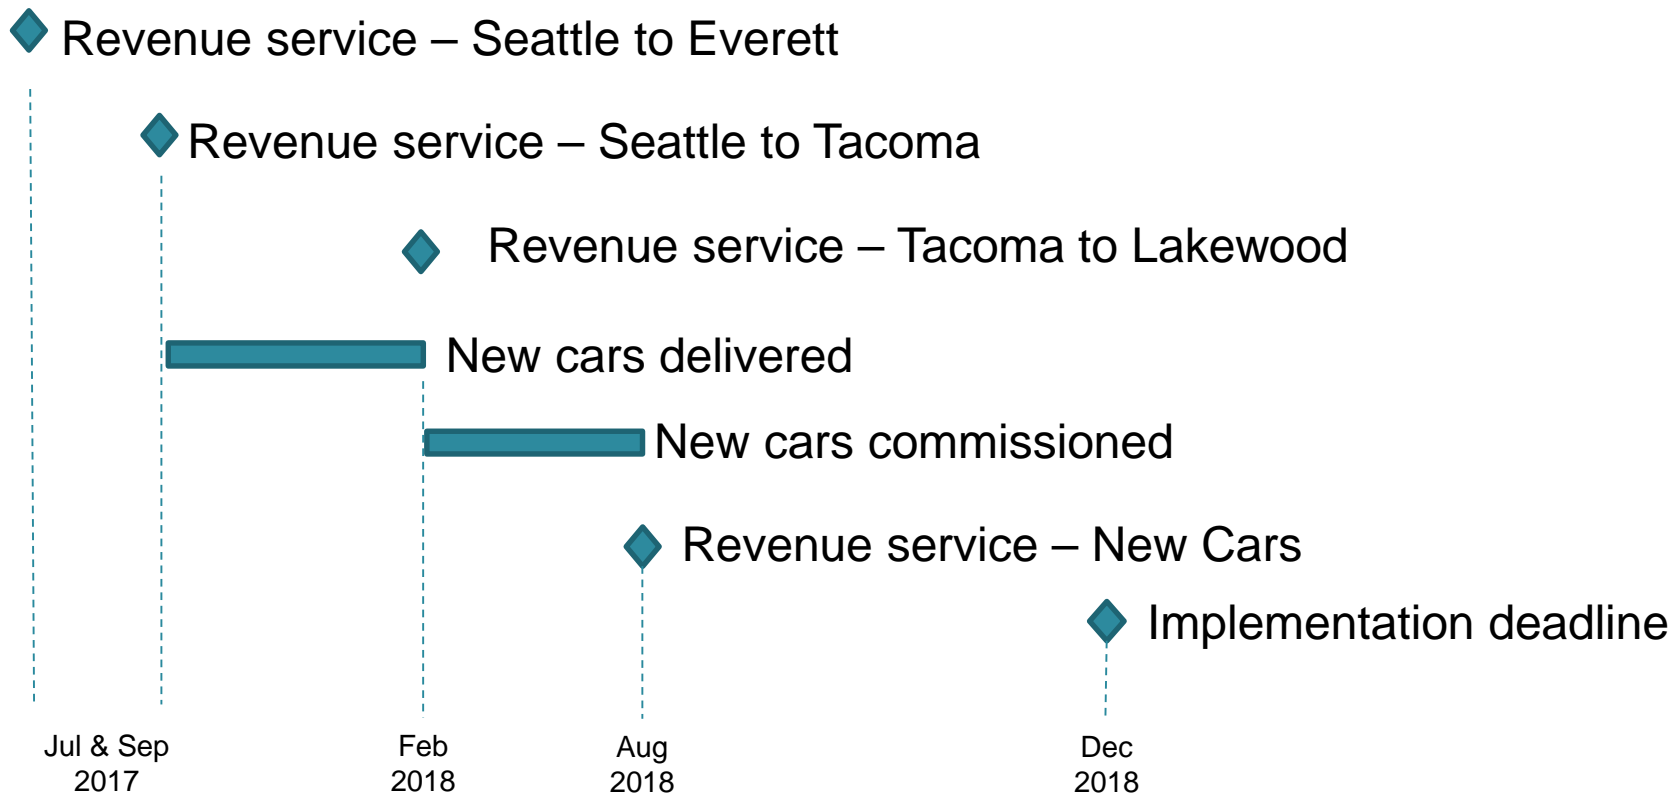 Revenue service – Seattle to Everett
Revenue service – Seattle to Tacoma
Revenue service – Tacoma to Lakewood
New cars delivered
New cars commissioned
Revenue service – New Cars
Implementation deadline
Jul & Sep
2017
Feb
2018
Aug
2018
Dec
2018